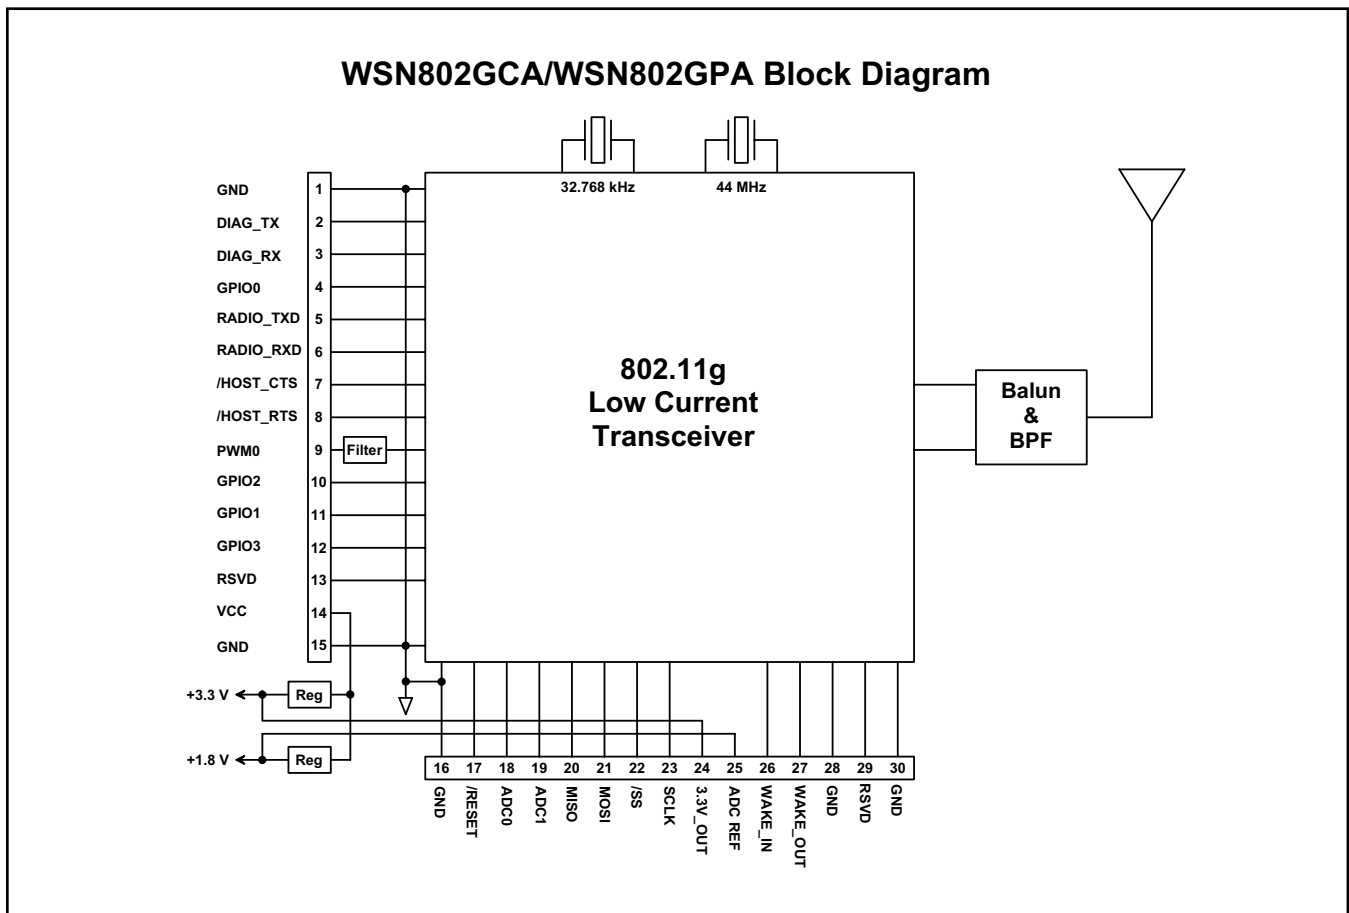 WSN802GCA/WSN802GPA Block Diagram
32.768 kHz
44 MHz
GND 1
DIAG_TX 2
DIAG_RX 3
GPIO0 4
RADIO_TXD 5
RADIO_RXD 6
/HOST_CTS 7
/HOST_RTS 8
PWM0 9 Filter
GPIO2 10
GPIO1 11
GPIO3 12
RSVD 13
VCC 14
GND 15
802.11g
Low Current
Transceiver
Balun
&
BPF
+3.3 V Reg
+1.8 V Reg
16 17 18 19 20 21 22 23 24 25 26 27 28 29 30
GND
/RESET
ADC0
ADC1
MISO
MOSI
/SS
SCLK
3.3V_OUT
ADC REF
WAKE_IN
WAKE_OUT
GND
RSVD
GND